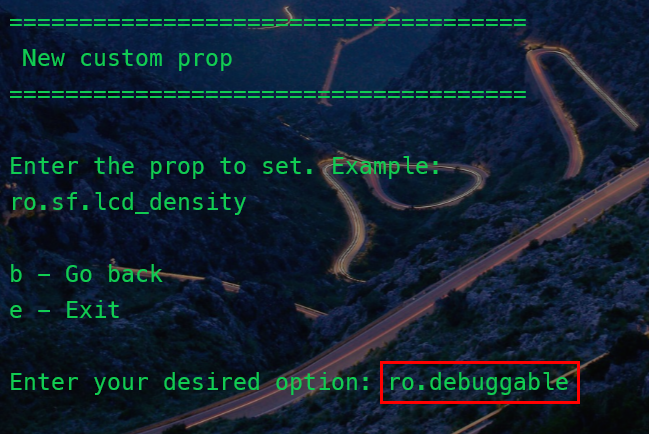 =====================================
New custom prop
=====================================
Enter the prop to set. Example:
ro.sf.lcd_density
b - Go back
e - Exit
Enter your desired option: ro.debuggable